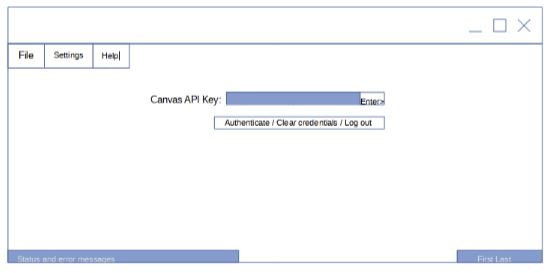 File Settings Help
Canvas API Key: Enter>
Authenticate / Clear credentials / Log out
Status and error messages First Last